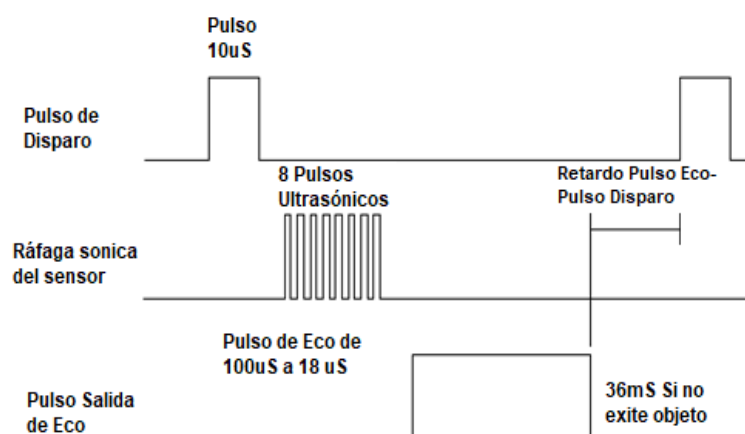 Pulso
10uS
Pulso de
Disparo
8 Pulsos
Ultrasónicos
Retardo Pulso Eco-
Pulso Disparo
Ráfaga sonica
del sensor
Pulso de Eco de
100uS a 18 uS
Pulso Salida
de Eco
36mS Si no
exite objeto